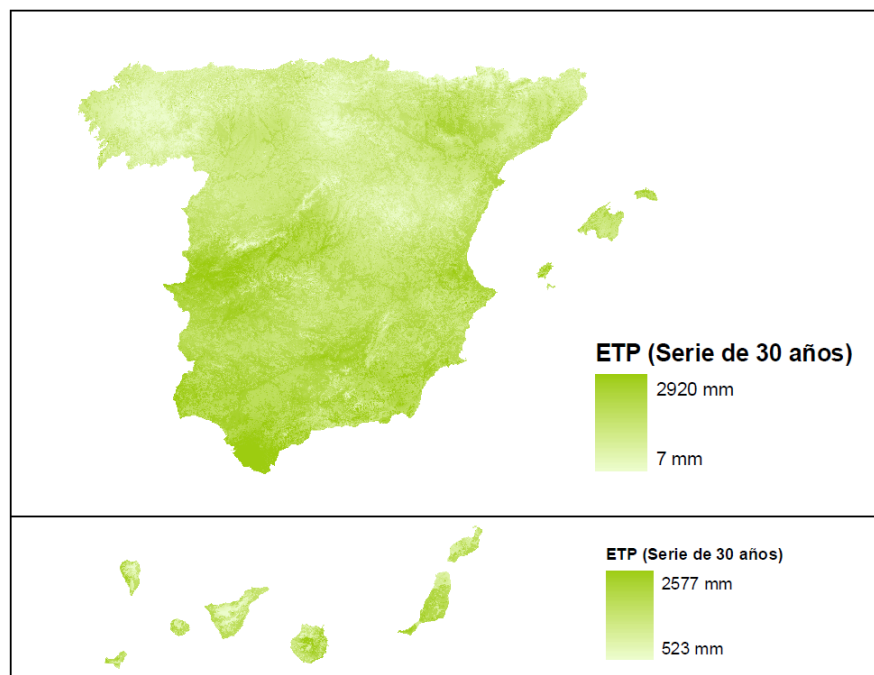 ETP (Serie de 30 años)
2920 mm
7 mm
ETP (Serie de 30 años)
2577 mm
523 mm